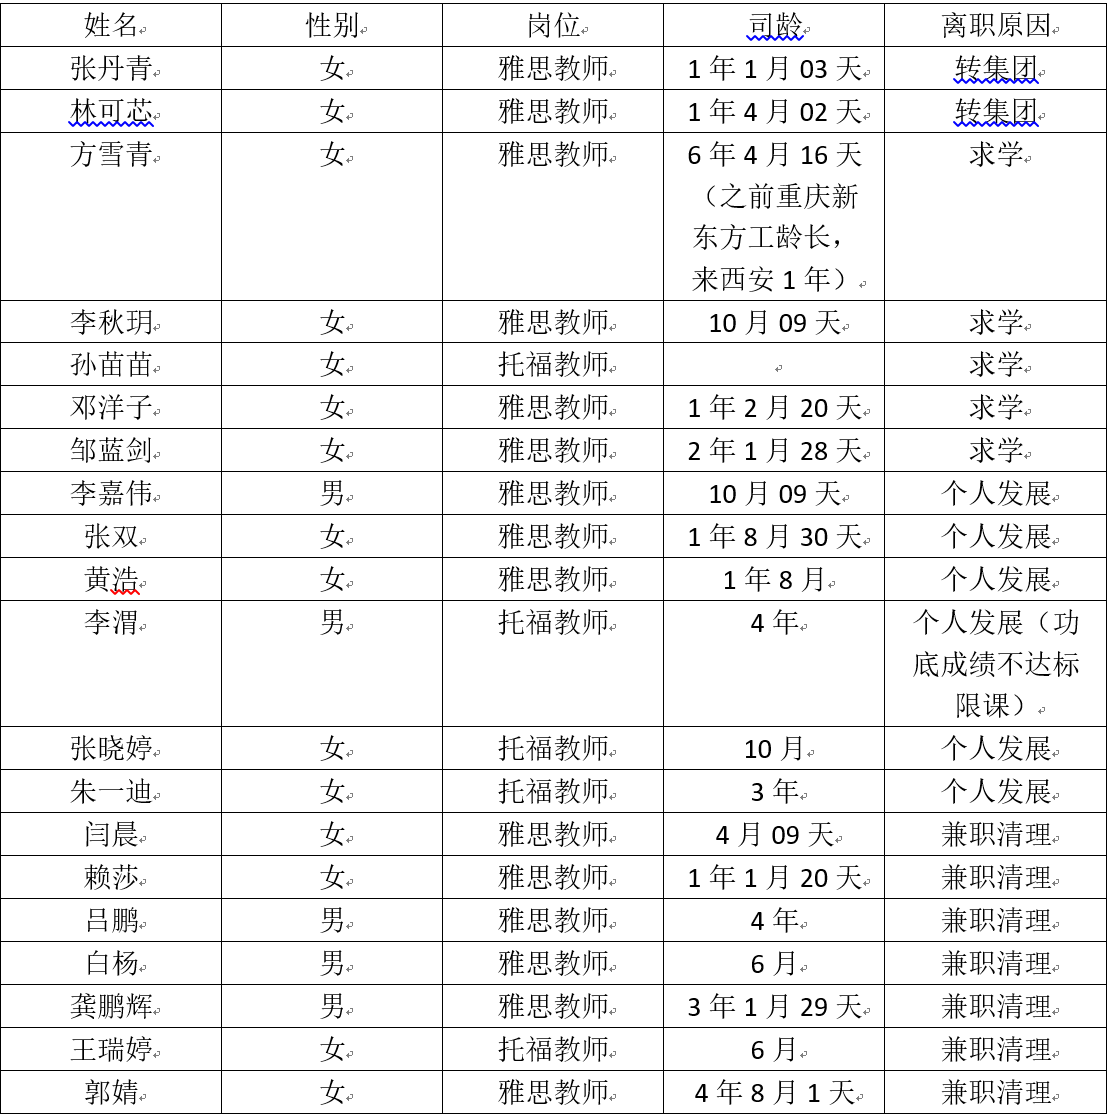 姓名 性别 岗位 司龄 离职原因
张丹青 女 雅思教师 1年1月03天 转集团
林可芯 女 雅思教师 1年4月02天 转集团
方雪青 女 雅思教师 6年4月16天 求学
（之前重庆新
东方工龄长，
来西安1年）
李秋玥 女 雅思教师 10月09天 求学
孙苗苗 女 托福教师 求学
邓洋子 女 雅思教师 1年2月20天 求学
邹蓝剑 女 雅思教师 2年1月28天 求学
李嘉伟 男 雅思教师 10月09天 个人发展
张双 女 雅思教师 1年8月30天 个人发展
黄浩 女 雅思教师 1年8月 个人发展
李渭 男 托福教师 4年 个人发展（功
底成绩不达标
限课）
张晓婷 女 托福教师 10月 个人发展
朱一迪 女 托福教师 3年 个人发展
闫晨 女 雅思教师 4月09天 兼职清理
赖莎 女 雅思教师 1年1月20天 兼职清理
吕鹏 男 雅思教师 4年 兼职清理
白杨 男 雅思教师 6月 兼职清理
龚鹏辉 男 雅思教师 3年1月29天 兼职清理
王瑞婷 女 托福教师 6月 兼职清理
郭婧 女 雅思教师 4年8月1天 兼职清理